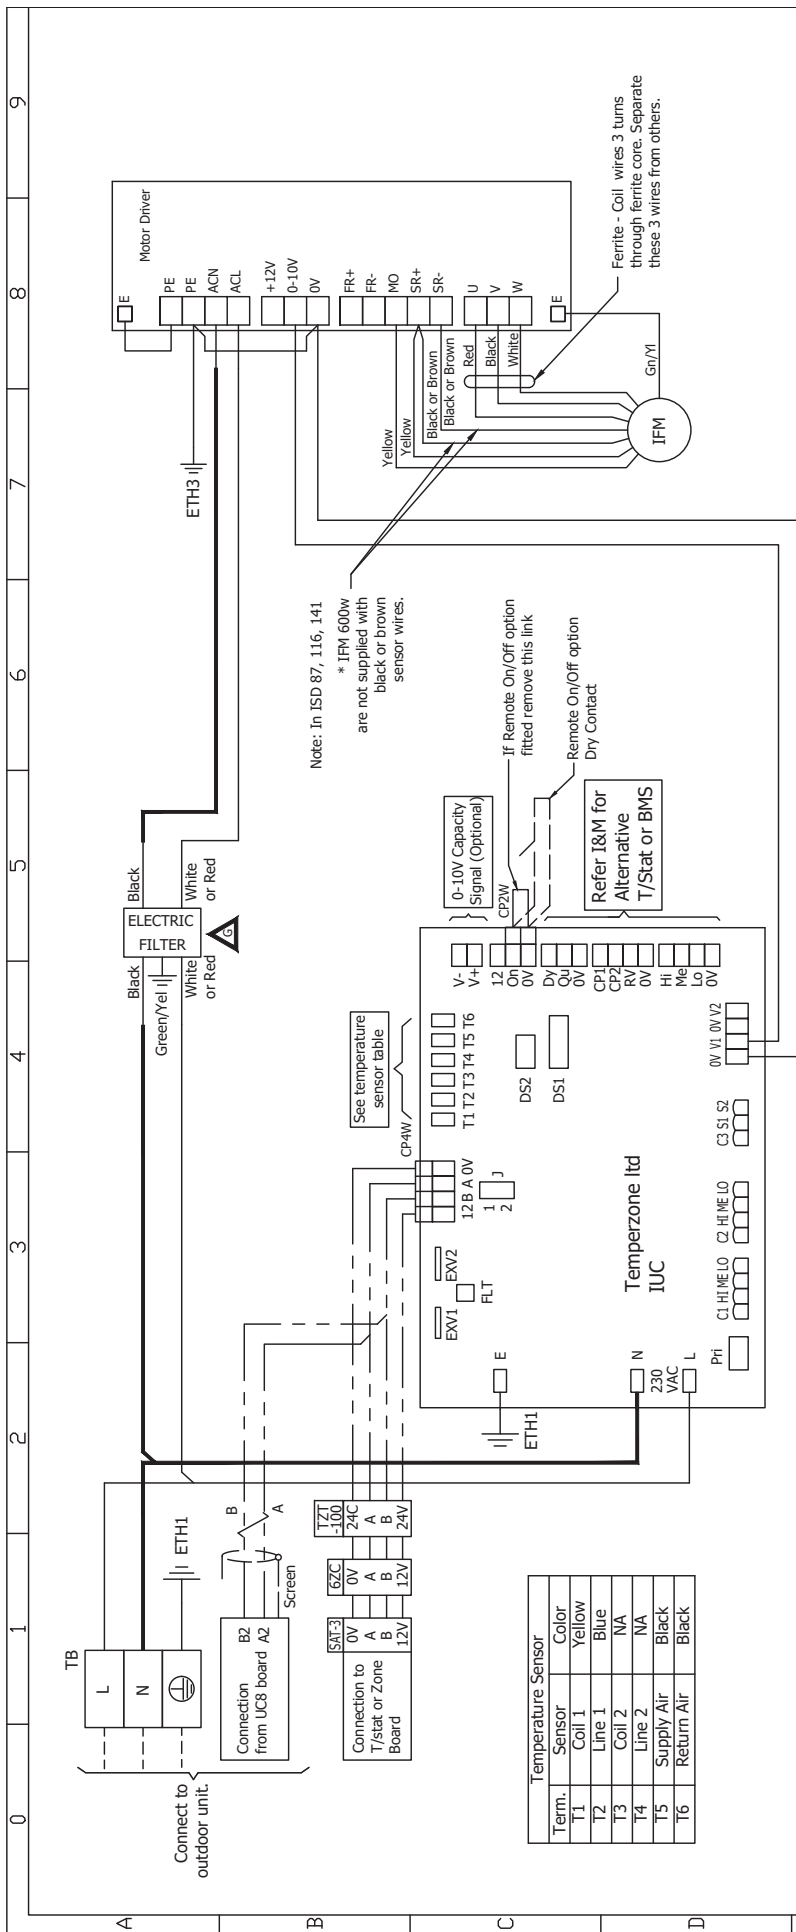 0 1 2 3 4 5 6 7 8 9
A
B
C
D
TB
L
N
ETH1
Connect to
outdoor unit.
Connection
from UC8 board
B2
A2
Screen
B
A
Connection to
T/stat or Zone
Board
SAT-3
0V
A
B
12V
6ZC
0V
A
B
12V
TZT
-100
24C
A
B
24V
Temperature Sensor
Term. Sensor Color
T1 Coil 1 Yellow
T2 Line 1 Blue
T3 Coil 2 NA
T4 Line 2 NA
T5 Supply Air Black
T6 Return Air Black
ETH1
E
N
230
VAC
L
Pri
EXV1
EXV2
FLT
Temperzone ltd
IUC
12 B A 0V
1
2
J
CP4W
See temperature
sensor table
T1 T2 T3 T4 T5 T6
DS2
DS1
C1 HI ME LO
C2 HI ME LO
C3 S1 S2
0V V1 0V V2
V-
V+
12
On
0V
Dy
Qu
0V
CP1
CP2
RV
0V
Hi
Me
Lo
0V
CP2W
0-10V Capacity
Signal (Optional)
If Remote On/Off option
fitted remove this link
Remote On/Off option
Dry Contact
Refer I&M for
Alternative
T/Stat or BMS
Black
Green/Yel
White
or Red
ELECTRIC
FILTER
G
Black
White
or Red
Note: In ISD 87, 116, 141
* IFM 600w
are not supplied with
black or brown
sensor wires.
ETH3
Motor Driver
E
PE
PE
ACN
ACL
+12V
0-10V
0V
FR+
FR-
MO
SR+
SR-
U
V
W
E
Yellow
Yellow
Black or Brown
Black or Brown
Red
Black
White
Gn/Yl
IFM
Ferrite - Coil wires 3 turns
through ferrite core. Separate
these 3 wires from others.